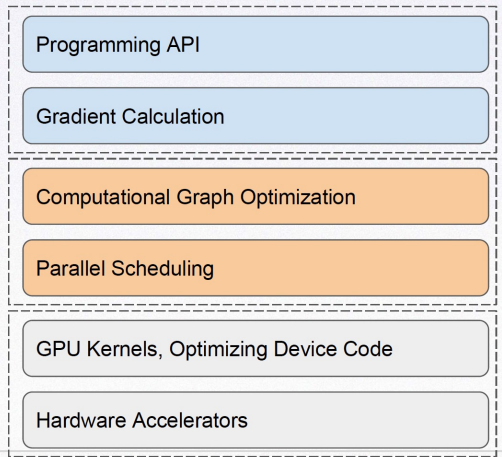 Programming API
Gradient Calculation
Computational Graph Optimization
Parallel Scheduling
GPU Kernels, Optimizing Device Code
Hardware Accelerators